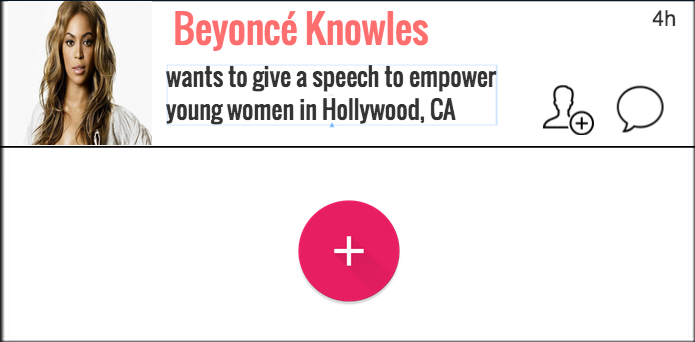 Beyoncé Knowles
4h
wants to give a speech to empower
young women in Hollywood, CA